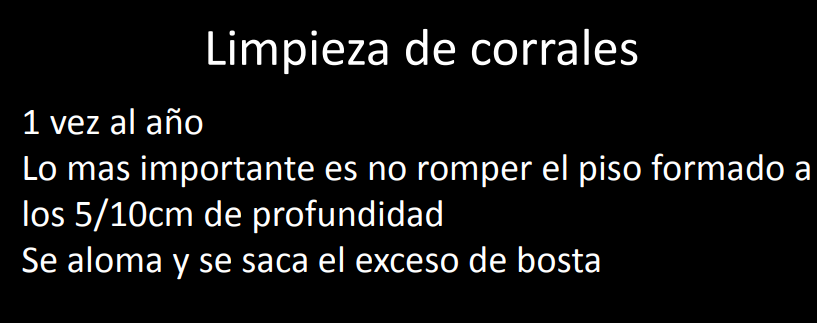 Limpieza de corrales
1 vez al año
Lo mas importante es no romper el piso formado a
los 5/10cm de profundidad
Se aloma y se saca el exceso de bosta